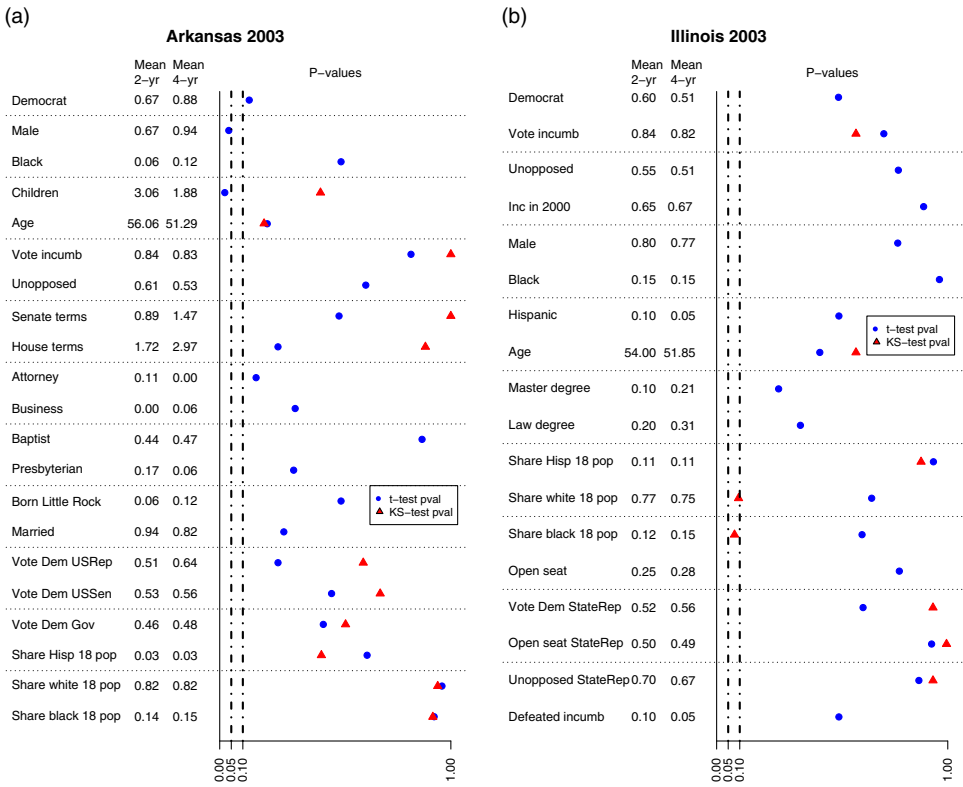 (a)
Arkansas 2003
Mean Mean
2−yr 4−yr
P−values
Democrat 0.67 0.88
Male 0.67 0.94
Black 0.06 0.12
Children 3.06 1.88
Age 56.06 51.29
Vote incumb 0.84 0.83
Unopposed 0.61 0.53
Senate terms 0.89 1.47
House terms 1.72 2.97
Attorney 0.11 0.00
Business 0.00 0.06
Baptist 0.44 0.47
Presbyterian 0.17 0.06
Born Little Rock 0.06 0.12
t−test pval
KS−test pval
Married 0.94 0.82
Vote Dem USRep 0.51 0.64
Vote Dem USSen 0.53 0.56
Vote Dem Gov 0.46 0.48
Share Hisp 18 pop 0.03 0.03
Share white 18 pop 0.82 0.82
Share black 18 pop 0.14 0.15
0.00 0.05 0.10 1.00
(b)
Illinois 2003
Mean Mean
2−yr 4−yr
P−values
Democrat 0.60 0.51
Vote incumb 0.84 0.82
Unopposed 0.55 0.51
Inc in 2000 0.65 0.67
Male 0.80 0.77
Black 0.15 0.15
Hispanic 0.10 0.05
t−test pval
KS−test pval
Age 54.00 51.85
Master degree 0.10 0.21
Law degree 0.20 0.31
Share Hisp 18 pop 0.11 0.11
Share white 18 pop 0.77 0.75
Share black 18 pop 0.12 0.15
Open seat 0.25 0.28
Vote Dem StateRep 0.52 0.56
Open seat StateRep 0.50 0.49
Unopposed StateRep 0.70 0.67
Defeated incumb 0.10 0.05
0.00 0.05 0.10 1.00